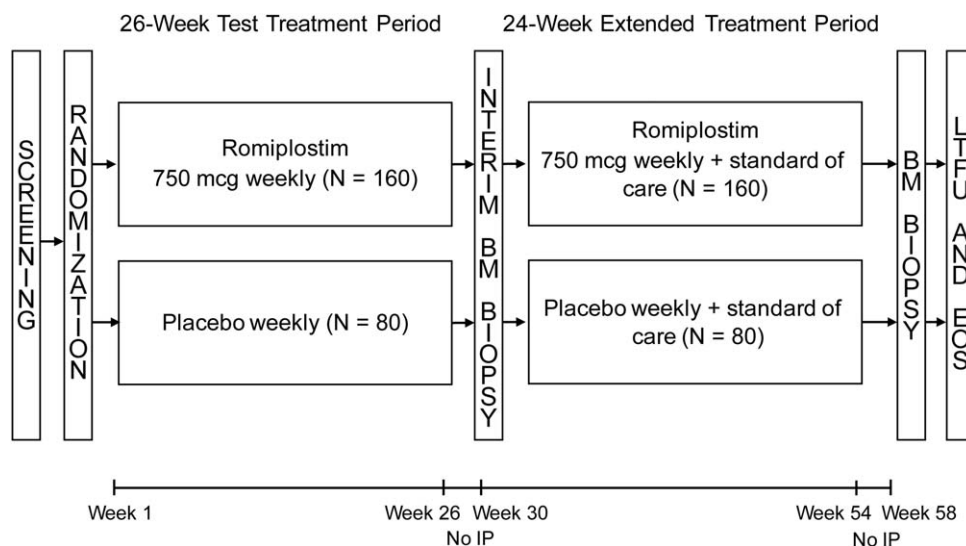 26-Week Test Treatment Period
24-Week Extended Treatment Period
SCREENING
RANDOMIZATION
Romiplostim
750 mcg weekly (N = 160)
Placebo weekly (N = 80)
INTERIM BM BIOPSY
Romiplostim
750 mcg weekly + standard of
care (N = 160)
Placebo weekly + standard of
care (N = 80)
BM BIOPSY
LTFU AND EOS
Week 1
Week 26
Week 30
Week 54
Week 58
No IP
No IP